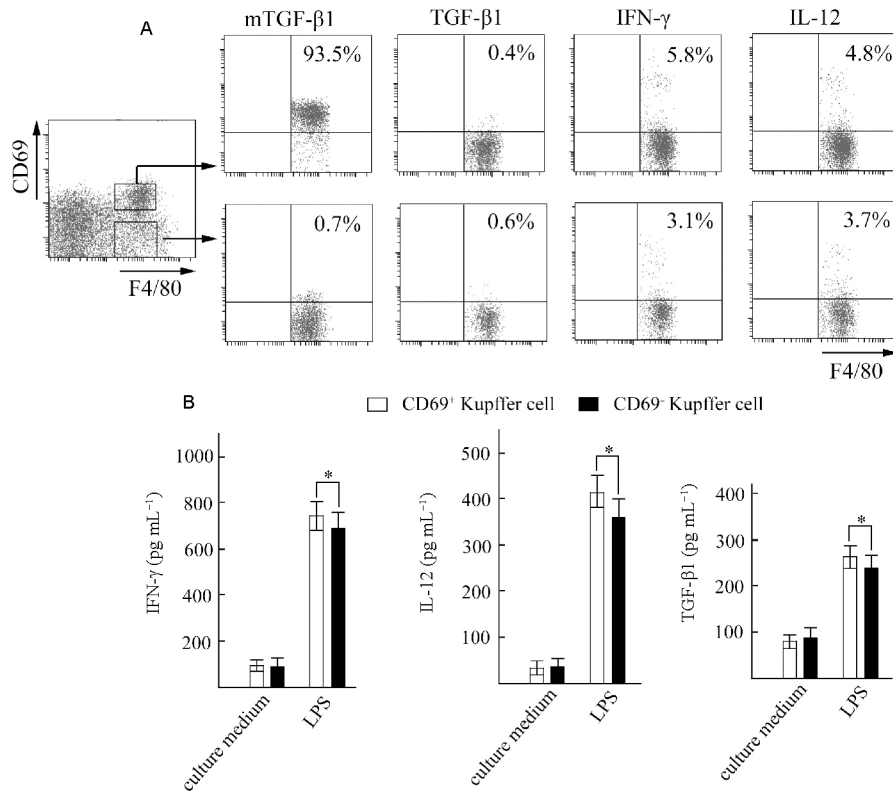 A
mTGF-β1 TGF-β1 IFN-γ IL-12
93.5% 0.4% 5.8% 4.8%
CD69
0.7% 0.6% 3.1% 3.7%
F4/80
F4/80
B
CD69⁺ Kupffer cell CD69⁻ Kupffer cell
IFN-γ (pg mL⁻¹)
1000
800
600
400
200
*
culture medium LPS
IL-12 (pg mL⁻¹)
500
400
300
200
100
*
culture medium LPS
TGF-β1 (pg mL⁻¹)
400
300
200
100
*
culture medium LPS